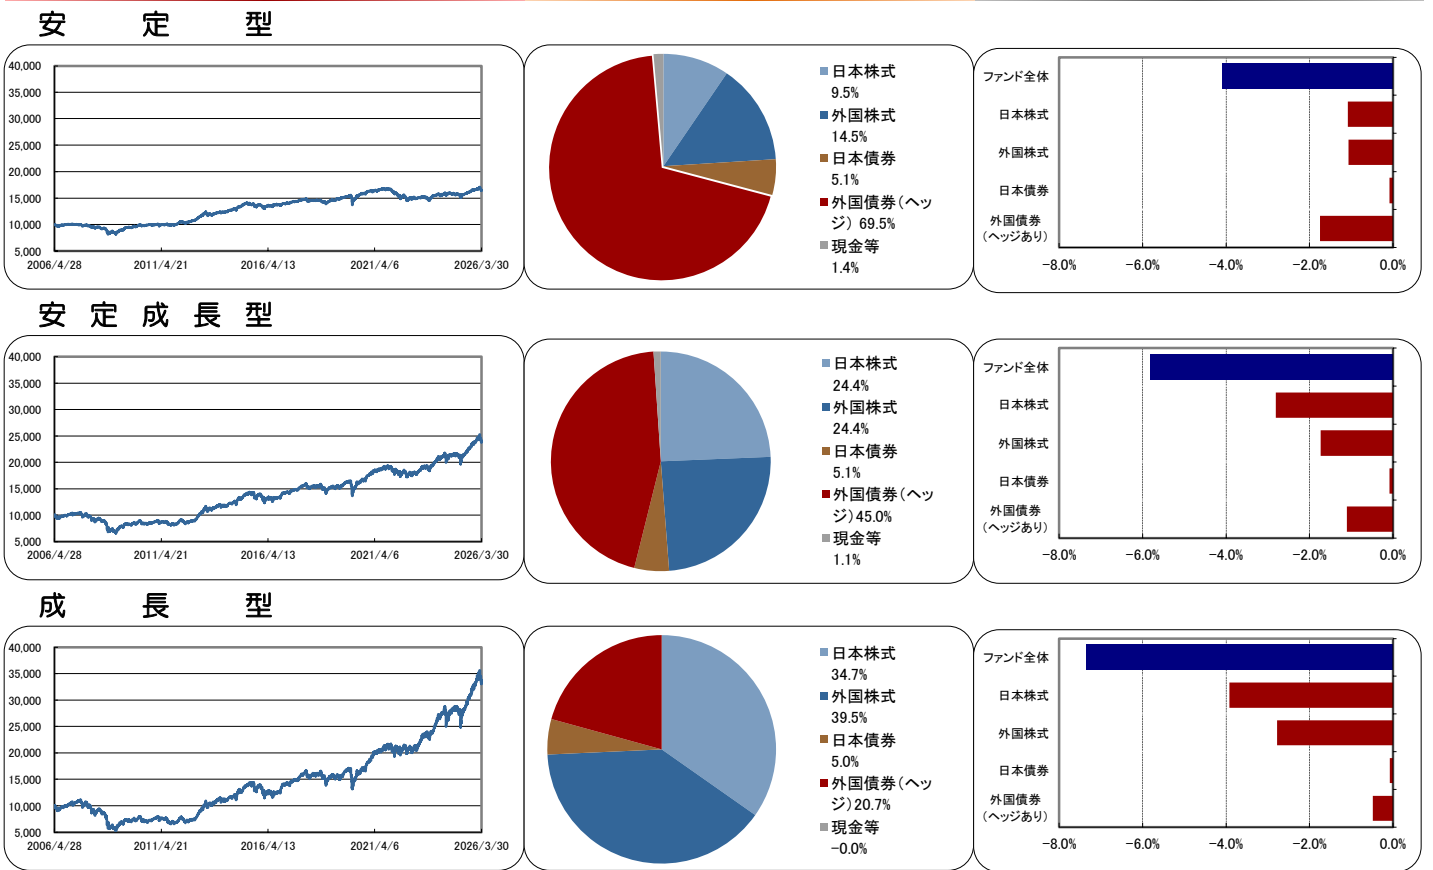 安定型
40,000
35,000
30,000
25,000
20,000
15,000
10,000
5,000
2006/4/28 2011/4/21 2016/4/13 2021/4/6 2026/3/30
日本株式
9.5%
外国株式
14.5%
日本債券
5.1%
外国債券(ヘッ
ジ) 69.5%
現金等
1.4%
ファンド全体
日本株式
外国株式
日本債券
外国債券
(ヘッジあり)
-8.0% -6.0% -4.0% -2.0% 0.0%
安定成長型
40,000
35,000
30,000
25,000
20,000
15,000
10,000
5,000
2006/4/28 2011/4/21 2016/4/13 2021/4/6 2026/3/30
日本株式
24.4%
外国株式
24.4%
日本債券
5.1%
外国債券(ヘッ
ジ)45.0%
現金等
1.1%
ファンド全体
日本株式
外国株式
日本債券
外国債券
(ヘッジあり)
-8.0% -6.0% -4.0% -2.0% 0.0%
成長型
40,000
35,000
30,000
25,000
20,000
15,000
10,000
5,000
2006/4/28 2011/4/21 2016/4/13 2021/4/6 2026/3/30
日本株式
34.7%
外国株式
39.5%
日本債券
5.0%
外国債券(ヘッ
ジ)20.7%
現金等
-0.0%
ファンド全体
日本株式
外国株式
日本債券
外国債券
(ヘッジあり)
-8.0% -6.0% -4.0% -2.0% 0.0%